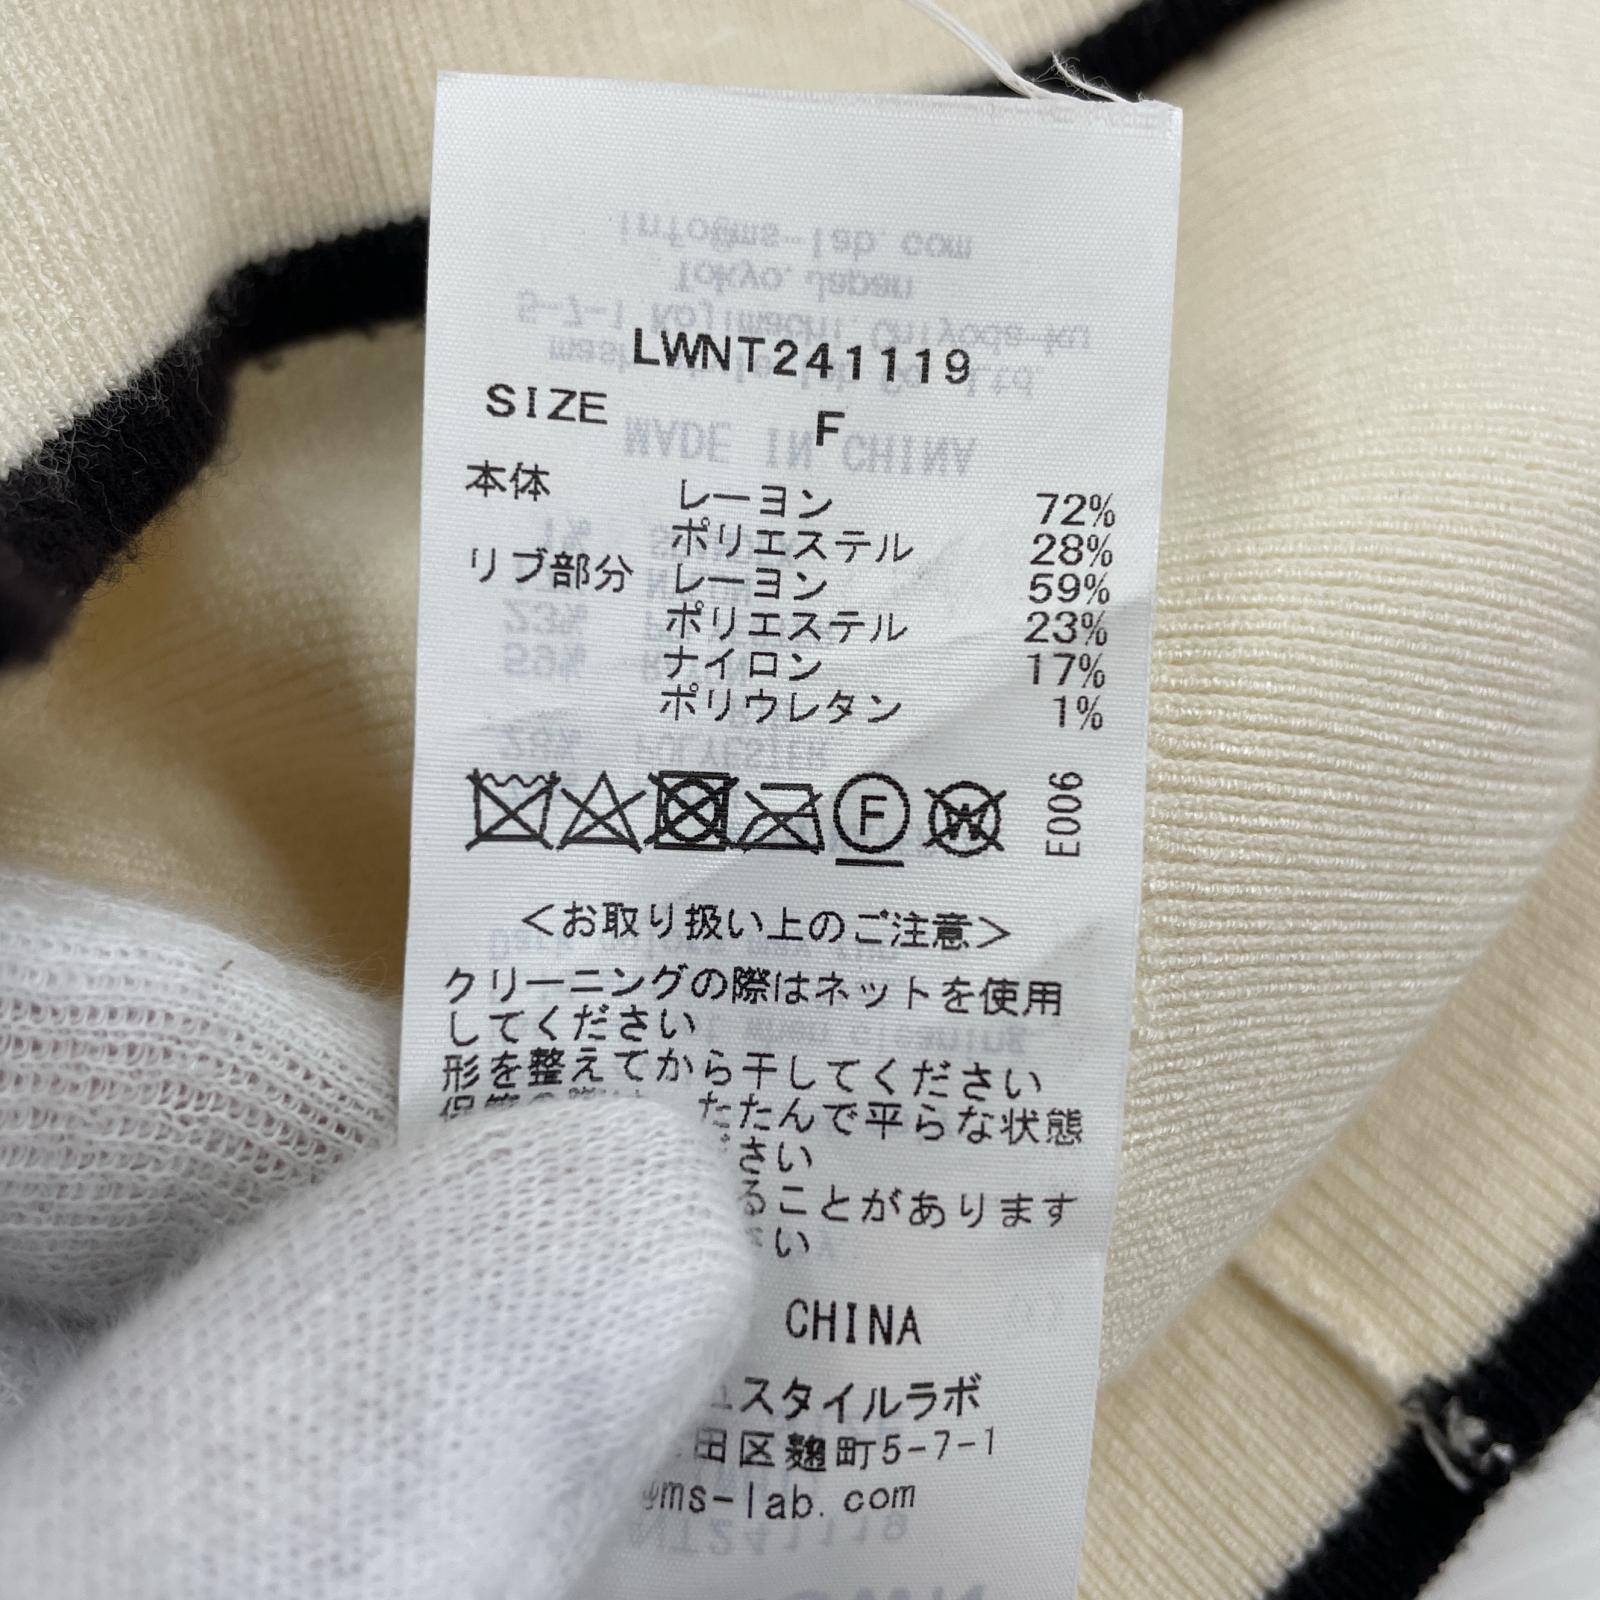 LWNT241119
SIZE F
本体 レーヨン 72%
ポリエステル 28%
リブ部分 レーヨン 59%
ポリエステル 23%
ナイロン 17%
ポリウレタン 1%
F W E006
<お取り扱い上のご注意>
クリーニングの際はネットを使用
してください
形を整えてから干してください
たたんで平らな状態
さい
ることがあります
い
CHINA
スタイルラボ
田区麹町5-7-1
@ms-lab.com